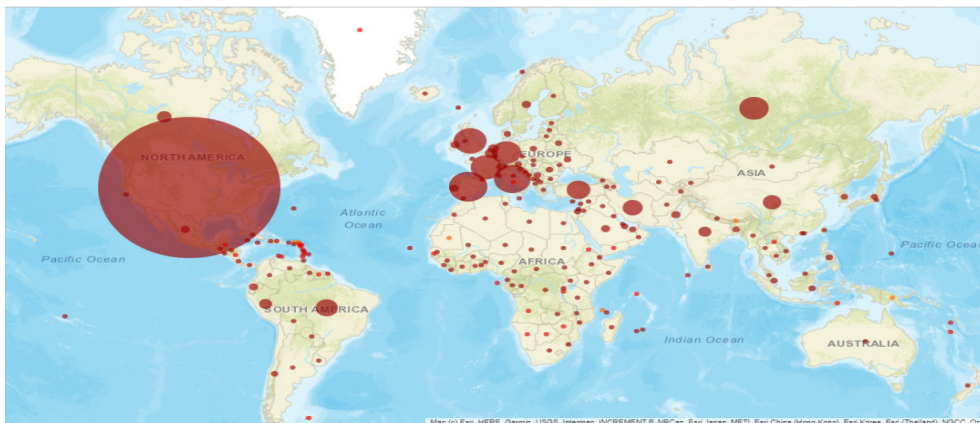 NORTH AMERICA
EUROPE
ASIA
Atlantic
Ocean
Pacific Ocean
Pacific Oc
AFRICA
SOUTH AMERICA
Indian Ocean
AUSTRALIA
Map (c) Esri, HERE, Garmin, USGS, Intermap, INCREMENT P, NRCan, Esri Japan, METI, Esri China (Hong Kong), Esri Korea, Esri (Thailand), NGCC, O